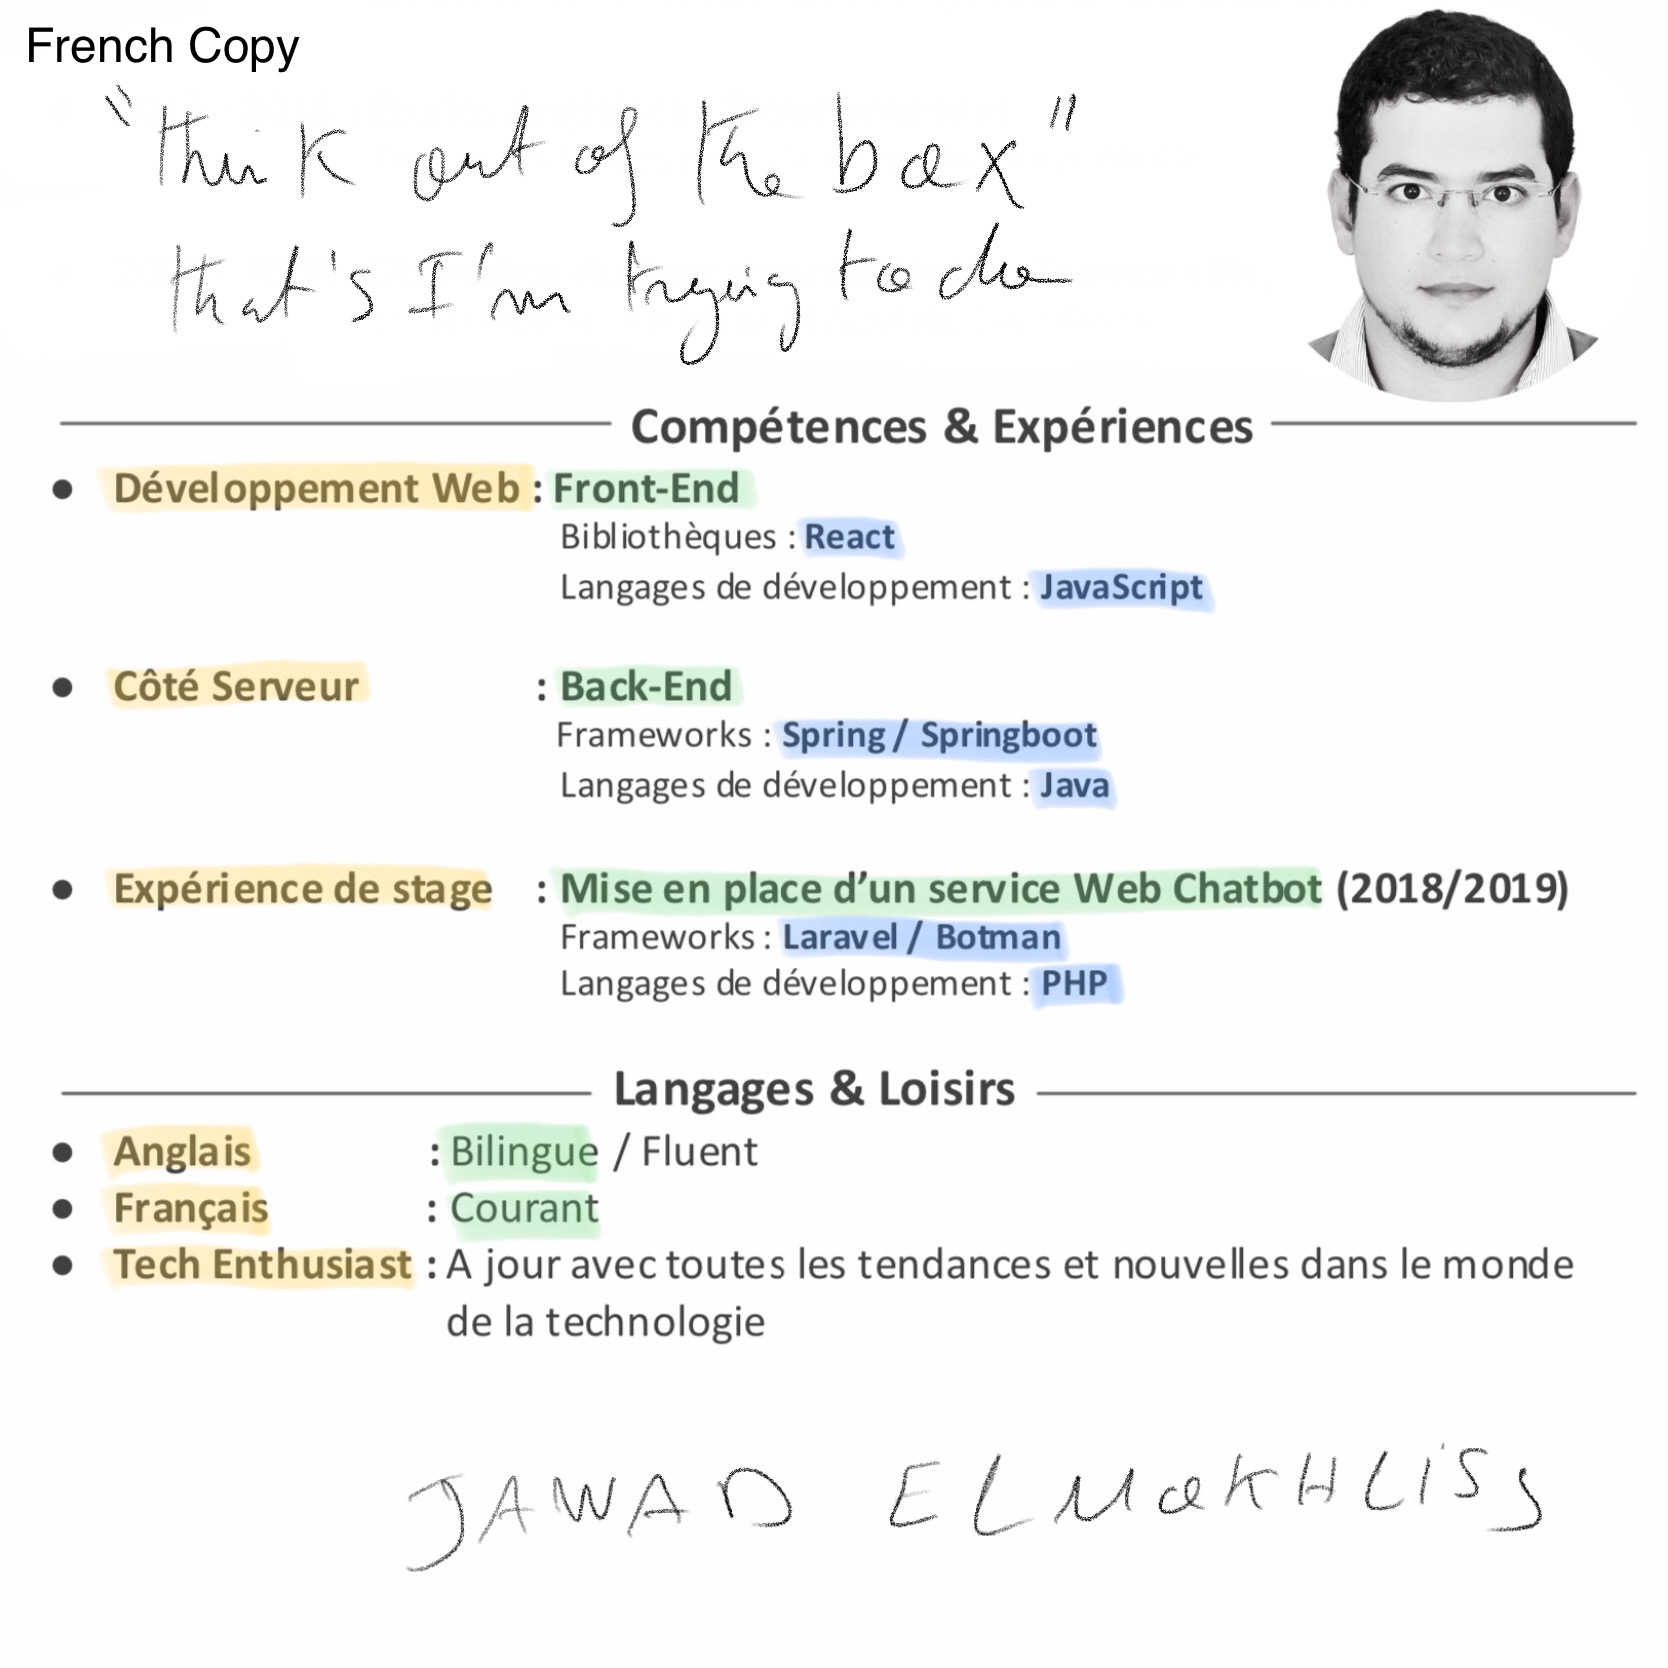 French Copy
"think out of the box"
that's I'm trying to do
Compétences & Expériences
● Développement Web : Front-End
Bibliothèques : React
Langages de développement : JavaScript
● Côté Serveur : Back-End
Frameworks : Spring / Springboot
Langages de développement : Java
● Expérience de stage : Mise en place d’un service Web Chatbot (2018/2019)
Frameworks : Laravel / Botman
Langages de développement : PHP
Langages & Loisirs
● Anglais : Bilingue / Fluent
● Français : Courant
● Tech Enthusiast : A jour avec toutes les tendances et nouvelles dans le monde
de la technologie
JAWAD ELMAKHLISS